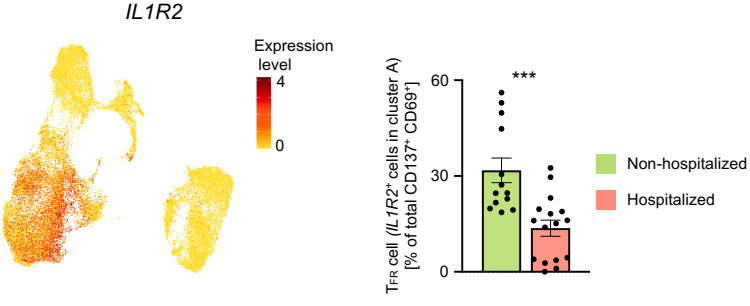 IL1R2
Expression
level
4
0
TFR cell (IL1R2+ cells in cluster A)
[% of total CD137+ CD69+]
60
30
0
***
Non-hospitalized
Hospitalized